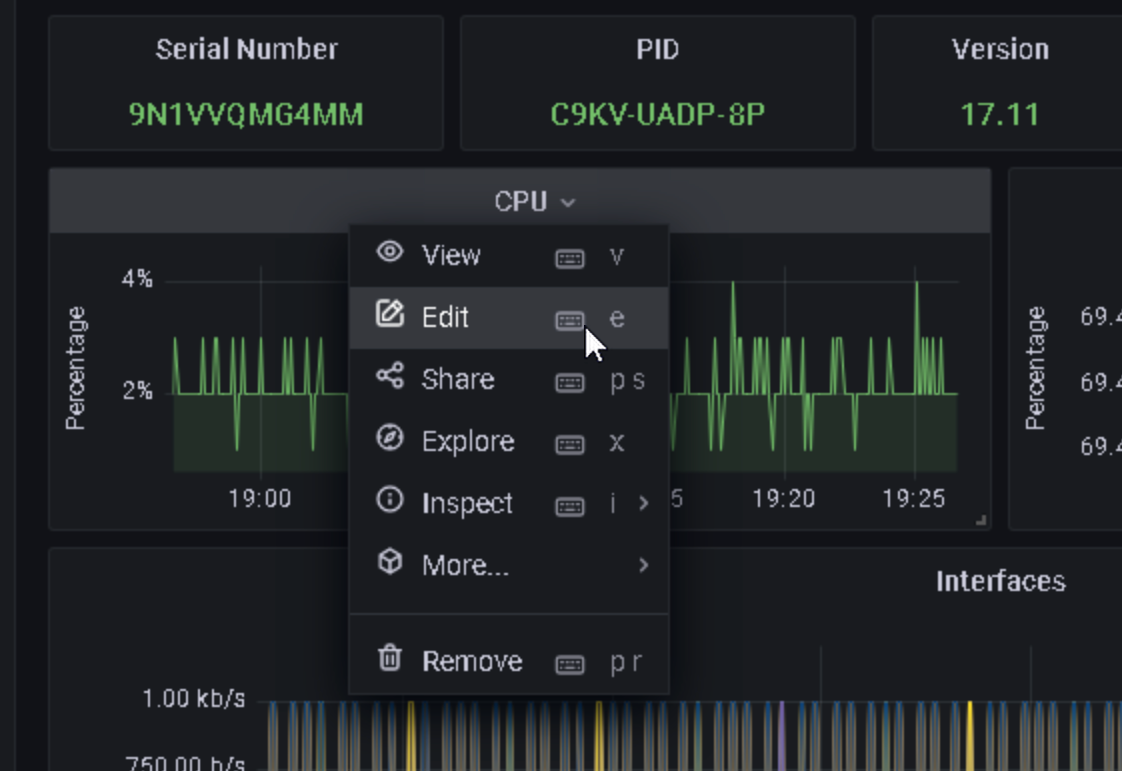 Serial Number
PID
Version
9N1VVQMG4MM
C9KV-UADP-8P
17.11
CPU
View v
Edit e
Share p s
Explore x
Inspect i
More...
Remove p r
Percentage
4%
2%
19:00
5
19:20
19:25
Percentage
69.4
69.4
69.4
Interfaces
1.00 kb/s
750.00 b/s